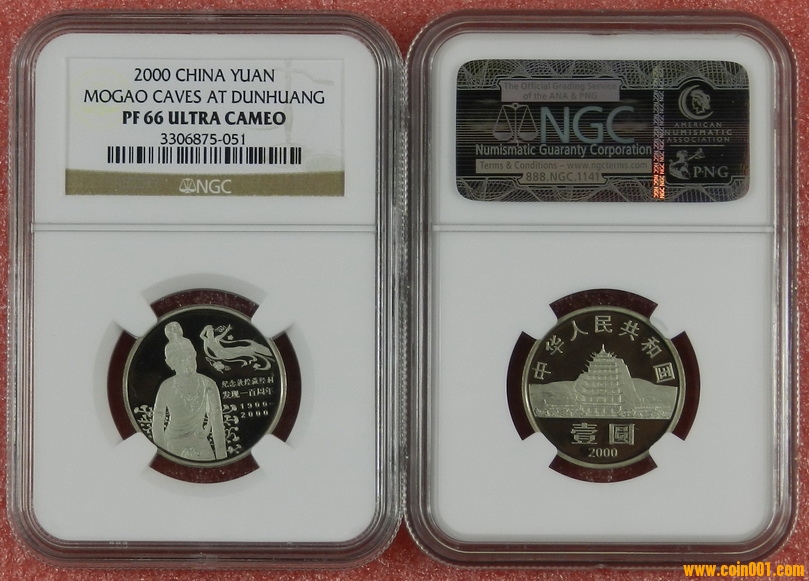 2000 CHINA YUAN
MOGAO CAVES AT DUNHUANG
PF 66 ULTRA CAMEO
3306875-051
NGC
The Official Grading Service
of the ANA & PNG
NGC
Numismatic Guaranty Corporation
Terms & Conditions – www.ngcterms.com
888.NGC.1141
AMERICAN
NUMISMATIC
ASSOCIATION
PNG
纪念敦煌藏经洞
发现一百周年
1900-
2000
中华人民共和国
壹圆
2000
www.coin001.com